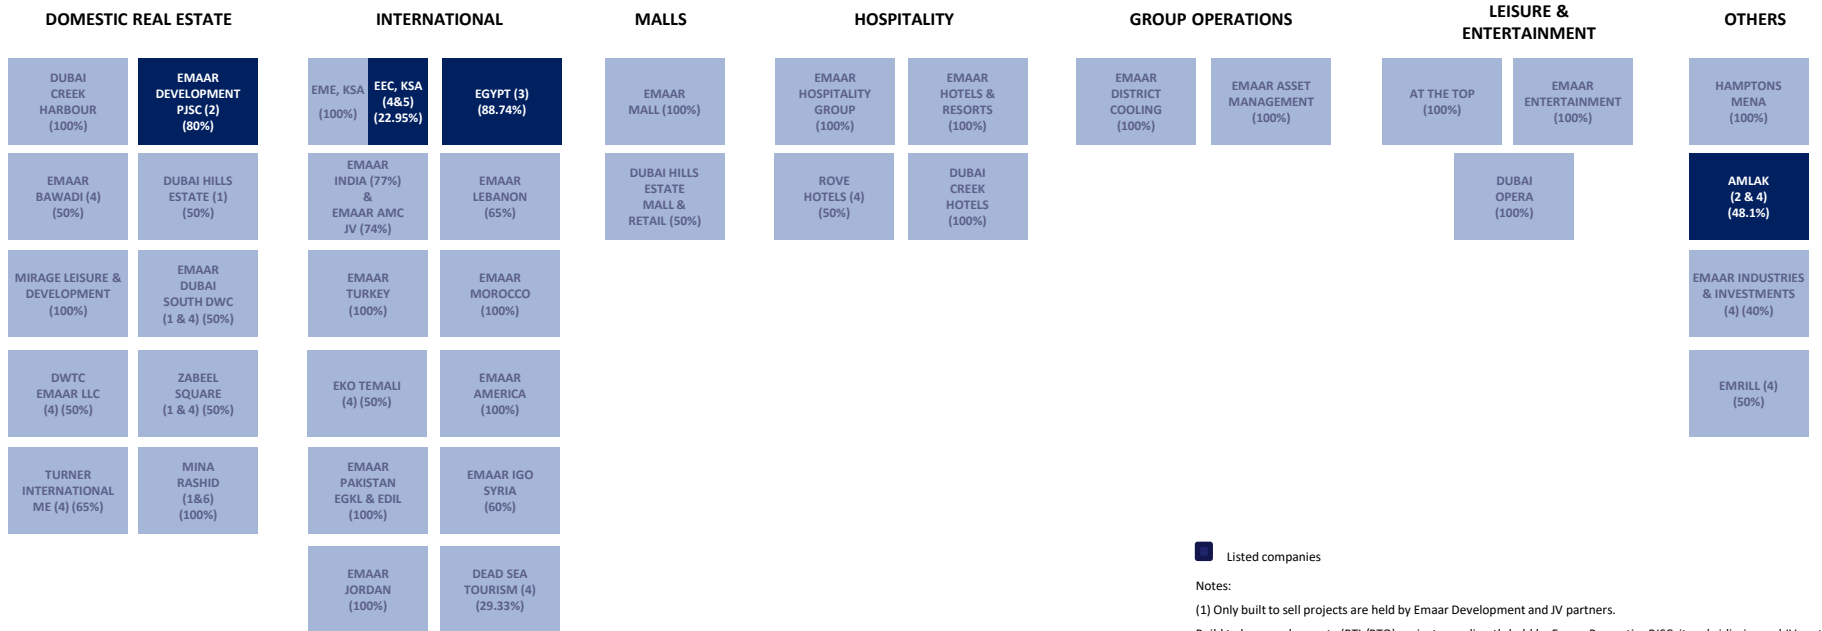 DOMESTIC REAL ESTATE
INTERNATIONAL
MALLS
HOSPITALITY
GROUP OPERATIONS
LEISURE &
ENTERTAINMENT
OTHERS
DUBAI
CREEK
HARBOUR
(100%)
EMAAR
DEVELOPMENT
PJSC (2)
(80%)
EME, KSA
(100%)
EEC, KSA
(4&5)
(22.95%)
EGYPT (3)
(88.74%)
EMAAR
MALL (100%)
EMAAR
HOSPITALITY
GROUP
(100%)
EMAAR
HOTELS &
RESORTS
(100%)
EMAAR
DISTRICT
COOLING
(100%)
EMAAR ASSET
MANAGEMENT
(100%)
AT THE TOP
(100%)
EMAAR
ENTERTAINMENT
(100%)
HAMPTONS
MENA
(100%)
EMAAR
BAWADI (4)
(50%)
DUBAI HILLS
ESTATE (1)
(50%)
EMAAR
INDIA (77%)
&
EMAAR AMC
JV (74%)
EMAAR
LEBANON
(65%)
DUBAI HILLS
ESTATE
MALL &
RETAIL (50%)
ROVE
HOTELS (4)
(50%)
DUBAI
CREEK
HOTELS
(100%)
DUBAI
OPERA
(100%)
AMLAK
(2 & 4)
(48.1%)
MIRAGE LEISURE &
DEVELOPMENT
(100%)
EMAAR
DUBAI
SOUTH DWC
(1 & 4) (50%)
EMAAR
TURKEY
(100%)
EMAAR
MOROCCO
(100%)
EMAAR INDUSTRIES
& INVESTMENTS
(4) (40%)
DWTC
EMAAR LLC
(4) (50%)
ZABEEL
SQUARE
(1 & 4) (50%)
EKO TEMALI
(4) (50%)
EMAAR
AMERICA
(100%)
EMRILL (4)
(50%)
TURNER
INTERNATIONAL
ME (4) (65%)
MINA
RASHID
(1&6)
(100%)
EMAAR
PAKISTAN
EGKL & EDIL
(100%)
EMAAR IGO
SYRIA
(60%)
EMAAR
JORDAN
(100%)
DEAD SEA
TOURISM (4)
(29.33%)
Listed companies
Notes:
(1) Only built to sell projects are held by Emaar Development and JV partners.